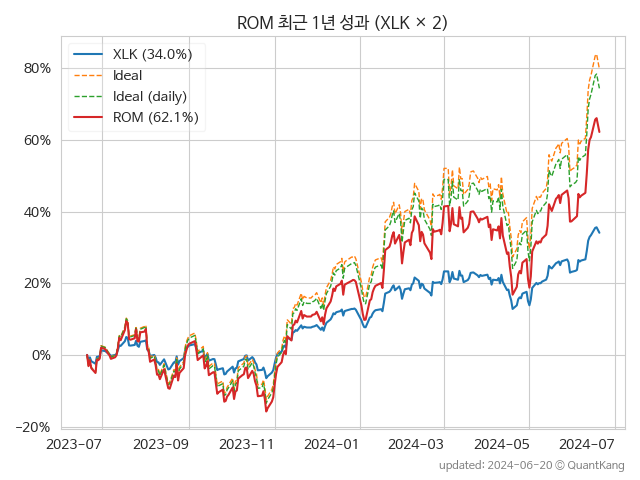 ROM 최근 1년 성과 (XLK × 2)
XLK (34.0%)
Ideal
Ideal (daily)
ROM (62.1%)
80%
60%
40%
20%
0%
−20%
2023-07 2023-09 2023-11 2024-01 2024-03 2024-05 2024-07
updated: 2024-06-20 © QuantKang